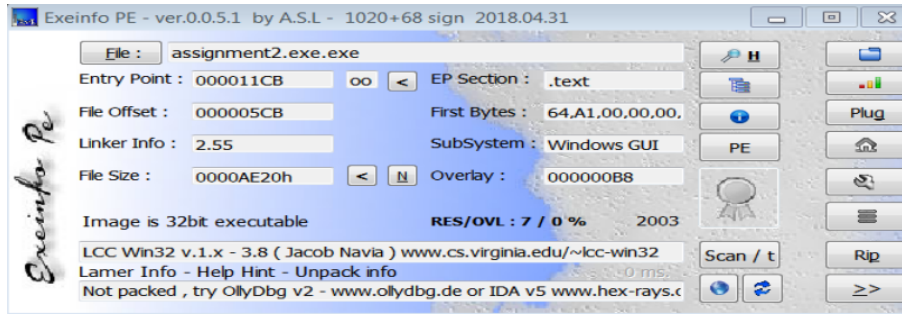 Exeinfo PE - ver.0.0.5.1 by A.S.L - 1020+68 sign 2018.04.31
File : assignment2.exe.exe H
Entry Point : 000011CB oo < EP Section : .text
File Offset : 000005CB First Bytes : 64,A1,00,00,00, Plug
Linker Info : 2.55 SubSystem : Windows GUI PE
File Size : 0000AE20h < N Overlay : 000000B8
Image is 32bit executable RES/OVL : 7 / 0 % 2003
Exeinfo Pe
LCC Win32 v.1.x - 3.8 ( Jacob Navia ) www.cs.virginia.edu/~lcc-win32 Scan / t Rip
Lamer Info - Help Hint - Unpack info 0 ms.
Not packed , try OllyDbg v2 - www.ollydbg.de or IDA v5 www.hex-rays.c >>